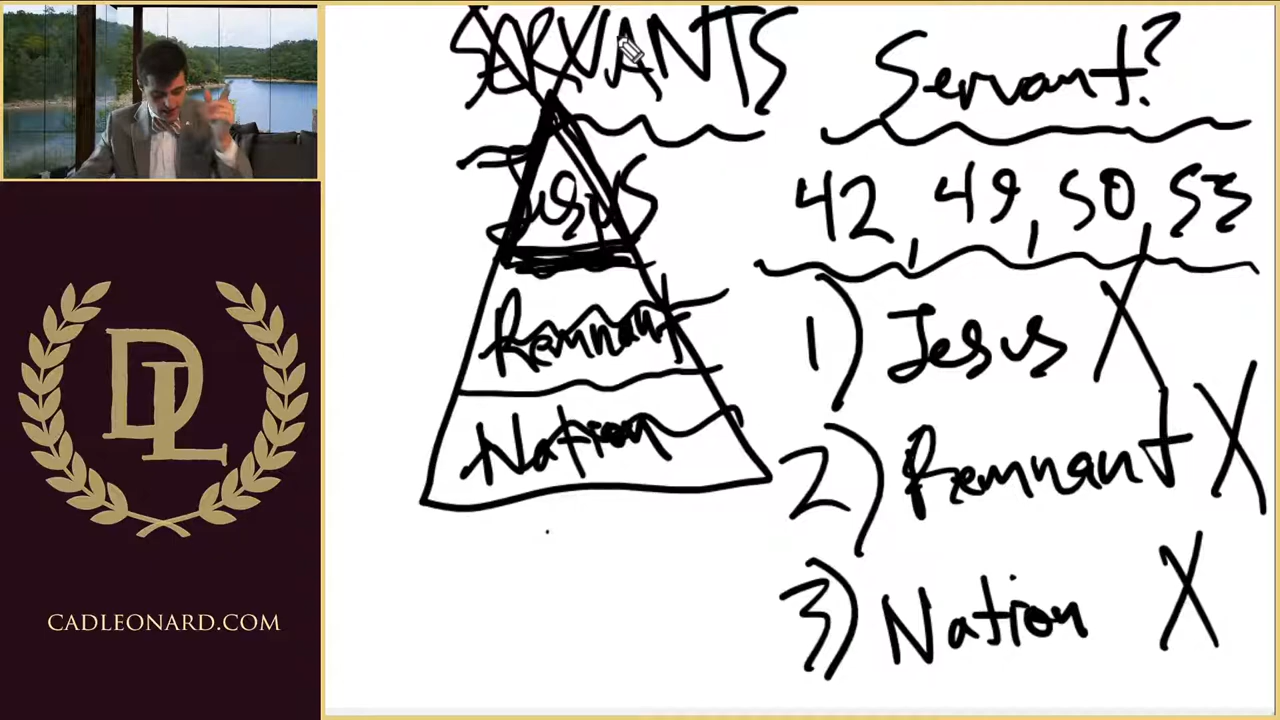 SERVANTS
Jesus
Remnant
Nation
Servant?
42, 49, 50, 53
1) Jesus X
2) Remnant X
3) Nation X
DL
CADLEONARD.COM